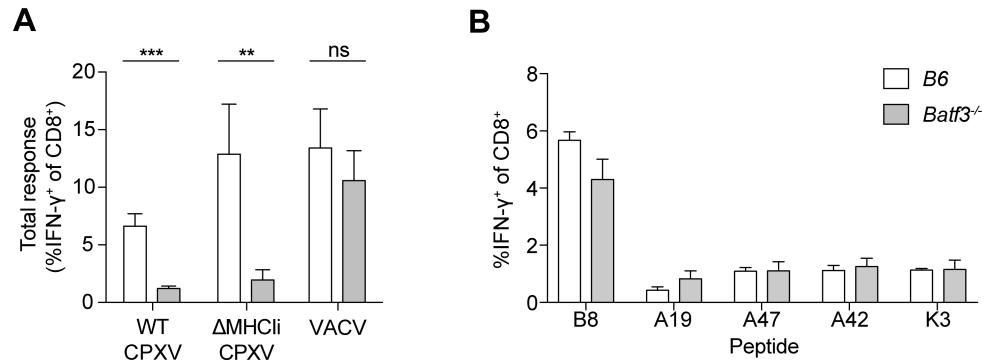 A
Total response
(%IFN-γ⁺ of CD8⁺)
20
15
10
5
0
***
**
ns
WT
CPXV
ΔMHCIi
CPXV
VACV
B
%IFN-γ⁺ of CD8⁺
8
6
4
2
0
B6
Batf3⁻/⁻
B8
A19
A47
A42
K3
Peptide